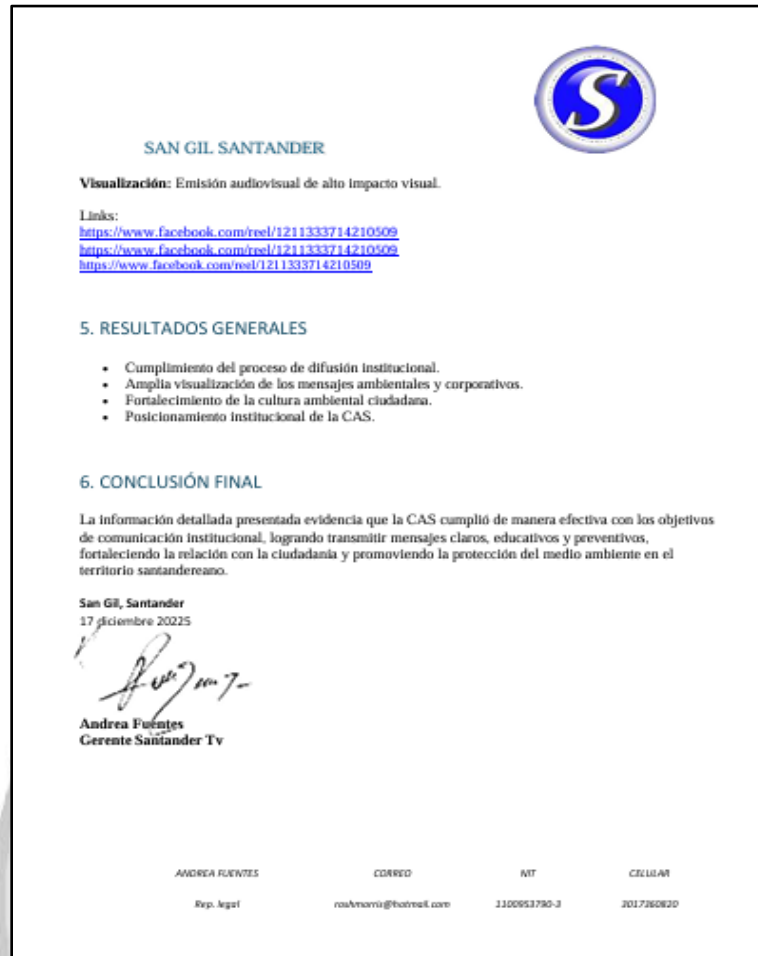 S
SAN GIL SANTANDER
Visualización: Emisión audiovisual de alto impacto visual.
Links:
https://www.facebook.com/reel/1211333714210509
https://www.facebook.com/reel/1211333714210509
https://www.facebook.com/reel/1211333714210509
5. RESULTADOS GENERALES
• Cumplimiento del proceso de difusión institucional.
• Amplia visualización de los mensajes ambientales y corporativos.
• Fortalecimiento de la cultura ambiental ciudadana.
• Posicionamiento institucional de la CAS.
6. CONCLUSIÓN FINAL
La información detallada presentada evidencia que la CAS cumplió de manera efectiva con los objetivos
de comunicación institucional, logrando transmitir mensajes claros, educativos y preventivos,
fortaleciendo la relación con la ciudadanía y promoviendo la protección del medio ambiente en el
territorio santandereano.
San Gil, Santander
17 diciembre 20225
Andrea Fuentes
Gerente Santander Tv
ANDREA FUENTES CORREO NIT CELULAR
Rep. legal roshmorris@hotmail.com 1100953790-3 3017360820